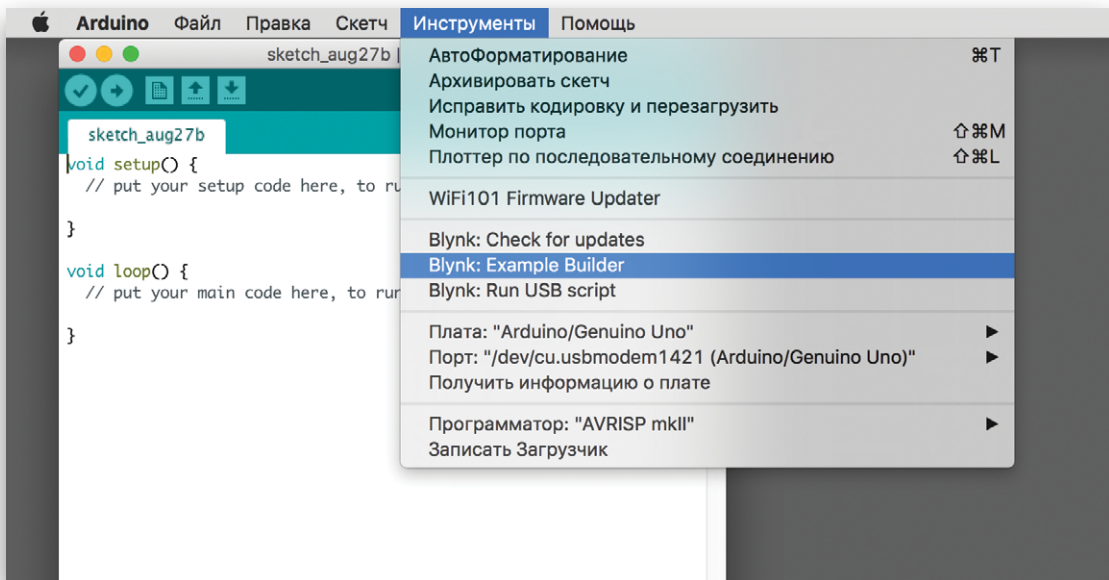 Arduino Файл Правка Скетч Инструменты Помощь
sketch_aug27b |
АвтоФорматирование ⌘T
Архивировать скетч
Исправить кодировку и перезагрузить
Монитор порта ⇧⌘M
Плоттер по последовательному соединению ⇧⌘L
WiFi101 Firmware Updater
Blynk: Check for updates
Blynk: Example Builder
Blynk: Run USB script
Плата: "Arduino/Genuino Uno"
Порт: "/dev/cu.usbmodem1421 (Arduino/Genuino Uno)"
Получить информацию о плате
Программатор: "AVRISP mkII"
Записать Загрузчик
sketch_aug27b
void setup() {
// put your setup code here, to ru
}
void loop() {
// put your main code here, to run
}